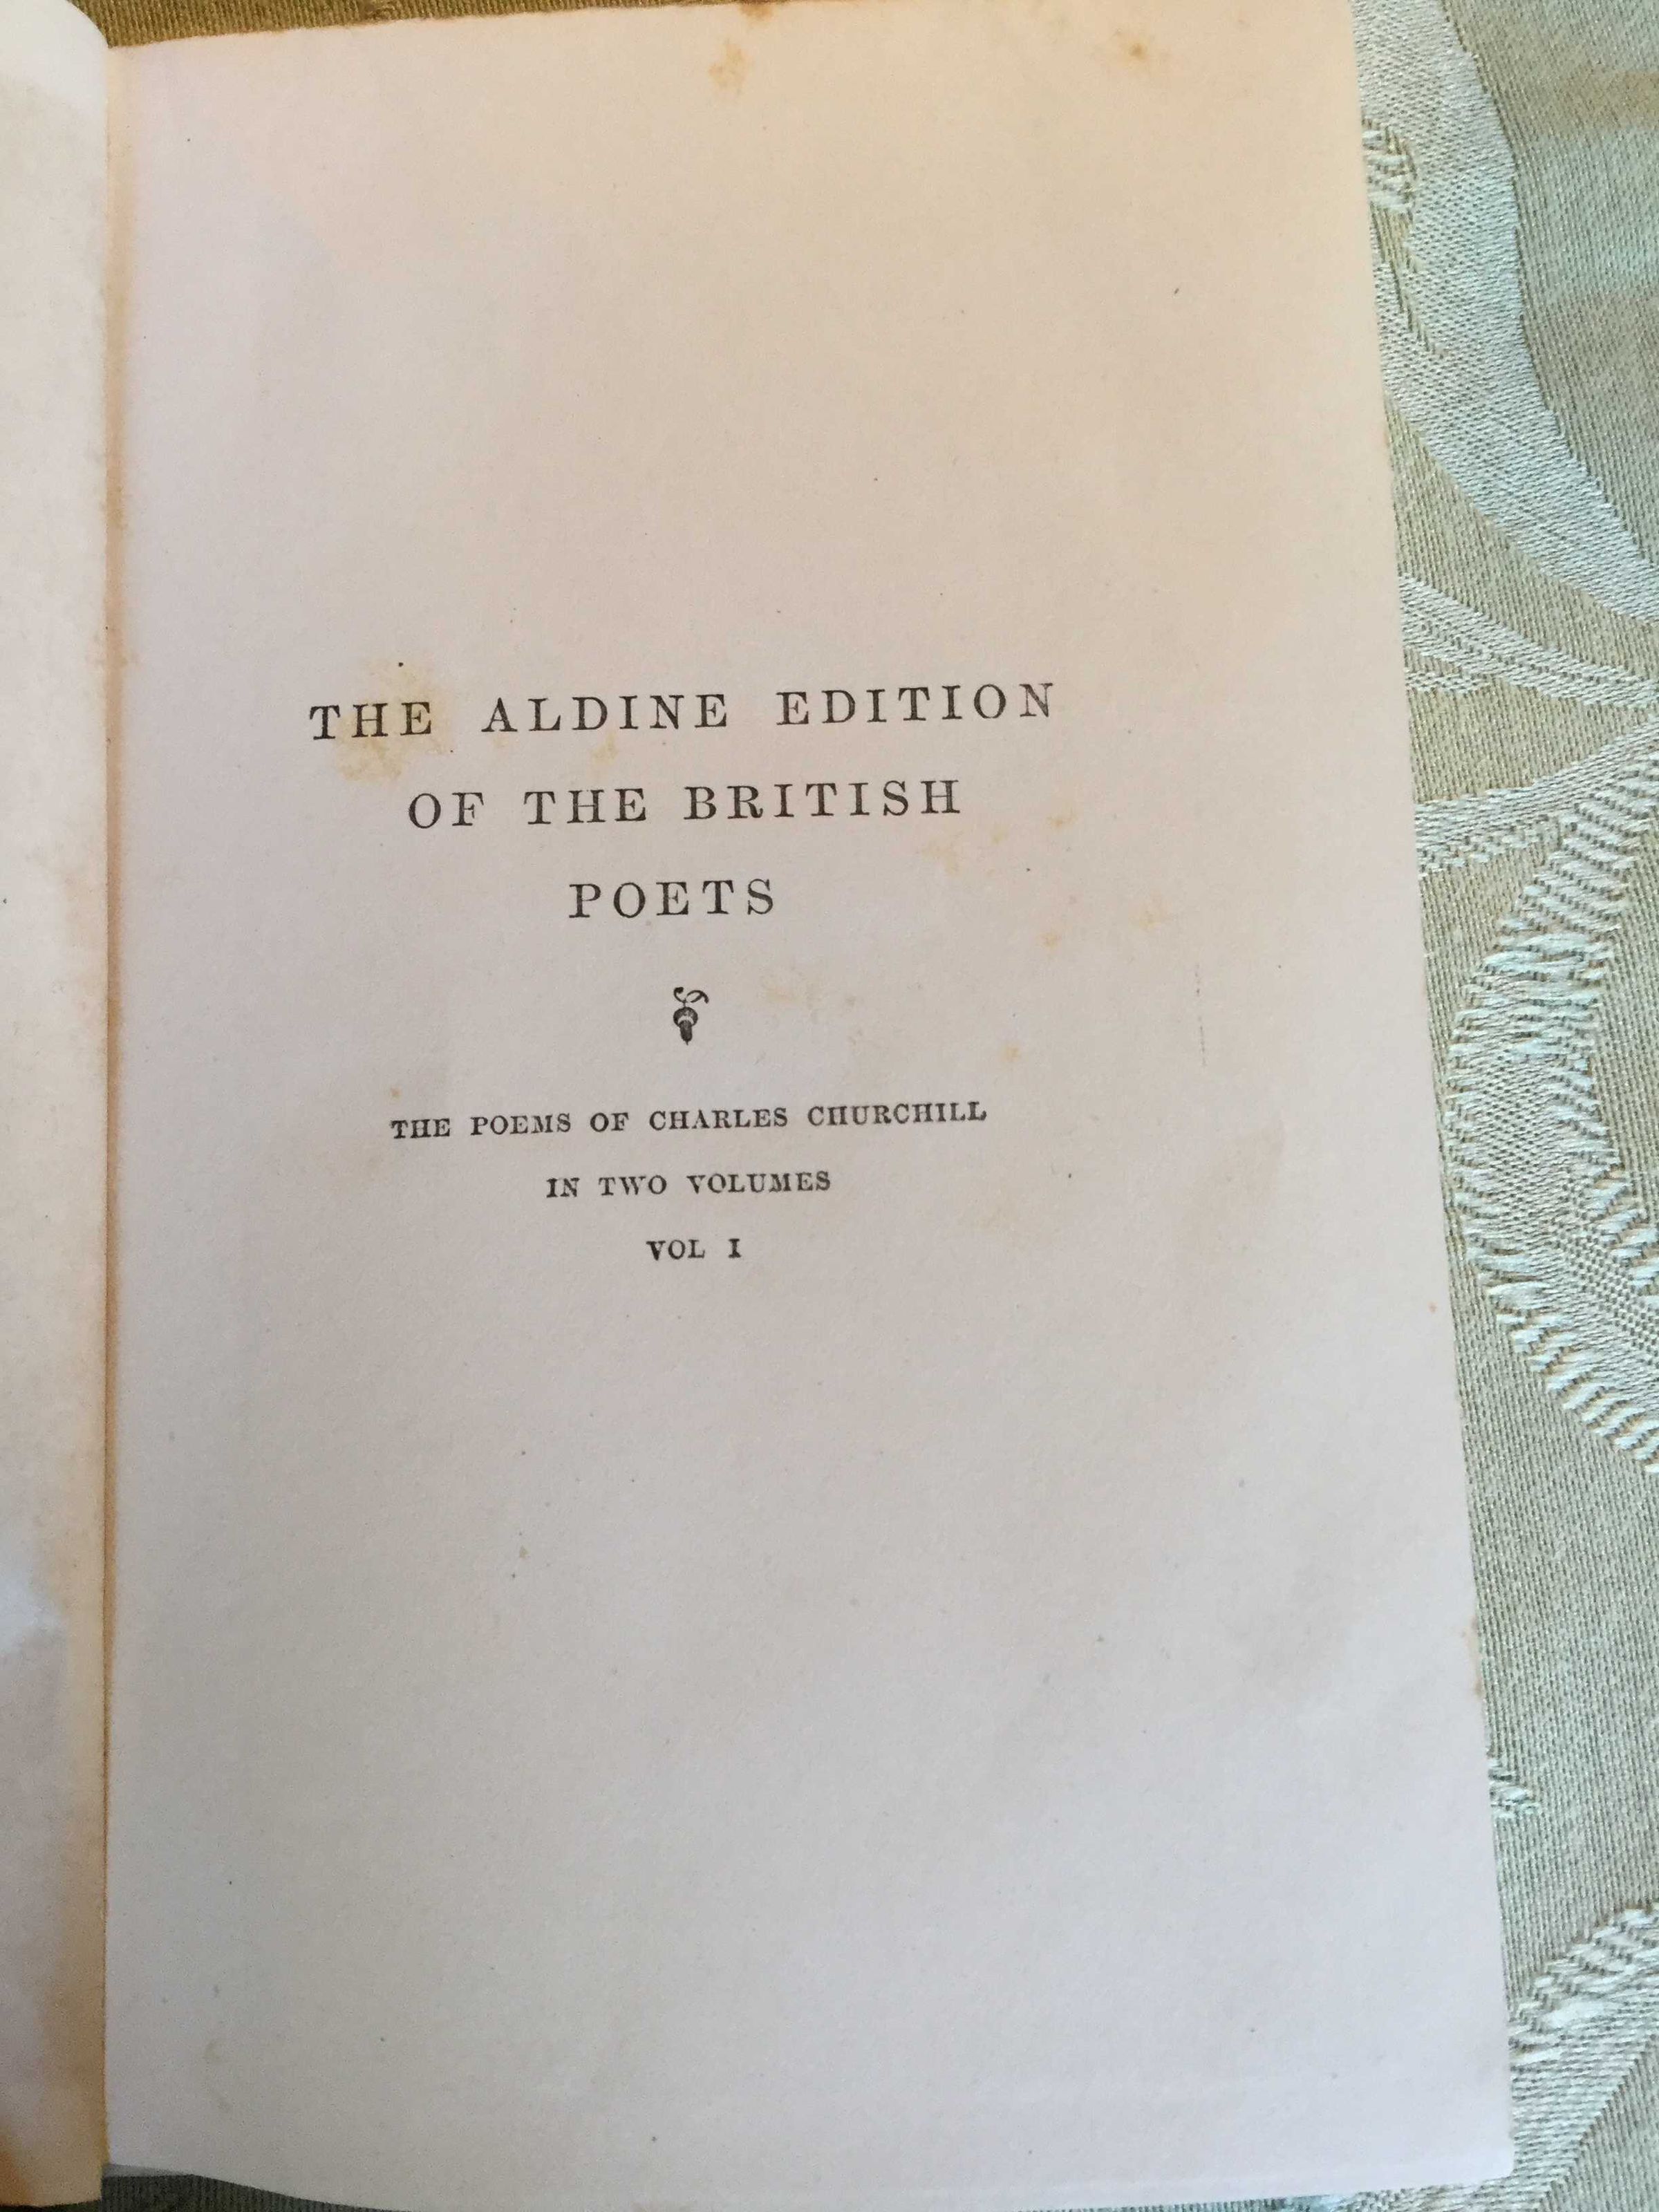 THE ALDINE EDITION
OF THE BRITISH
POETS
THE POEMS OF CHARLES CHURCHILL
IN TWO VOLUMES
VOL I